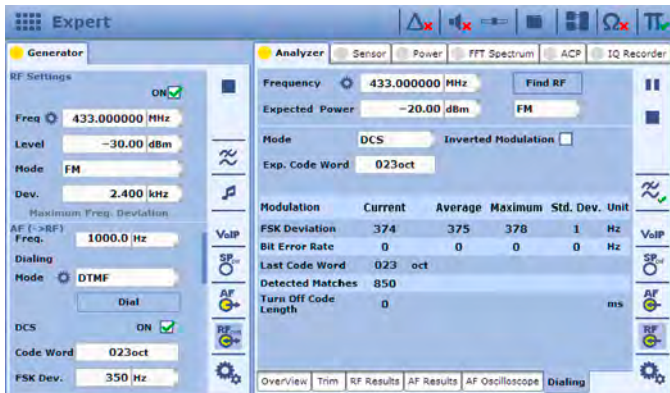 Expert
Generator
RF Settings
ON
Freq 433.000000 MHz
Level -30.00 dBm
Mode FM
Dev. 2.400 kHz
Maximum Freq. Deviation
AF (->RF)
Freq. 1000.0 Hz
Dialing
Mode DTMF
Dial
DCS ON
Code Word 023oct
FSK Dev. 350 Hz
VoIP
AF
RF
Analyzer Sensor Power FFT Spectrum ACP IQ Recorder
Frequency 433.000000 MHz Find RF
Expected Power -20.00 dBm FM
Mode DCS Inverted Modulation
Exp. Code Word 023oct
Modulation Current Average Maximum Std. Dev. Unit
FSK Deviation 374 375 378 1 Hz
Bit Error Rate 0 0 0 0 Hz
Last Code Word 023 oct
Detected Matches 850
Turn Off Code Length 0 ms
OverView Trim RF Results AF Results AF Oscilloscope Dialing
VoIP
AF
RF